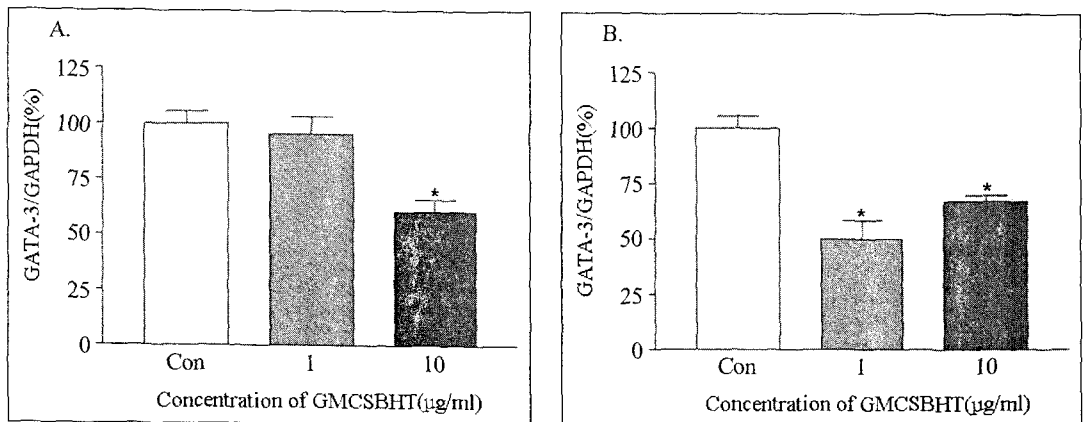 A.
GATA-3/GAPDH(%)
125
100
75
50
25
0
*
Con 1 10
Concentration of GMCSBHT(µg/ml)
B.
GATA-3/GAPDH(%)
125
100
75
50
25
0
*
*
Con 1 10
Concentration of GMCSBHT(µg/ml)